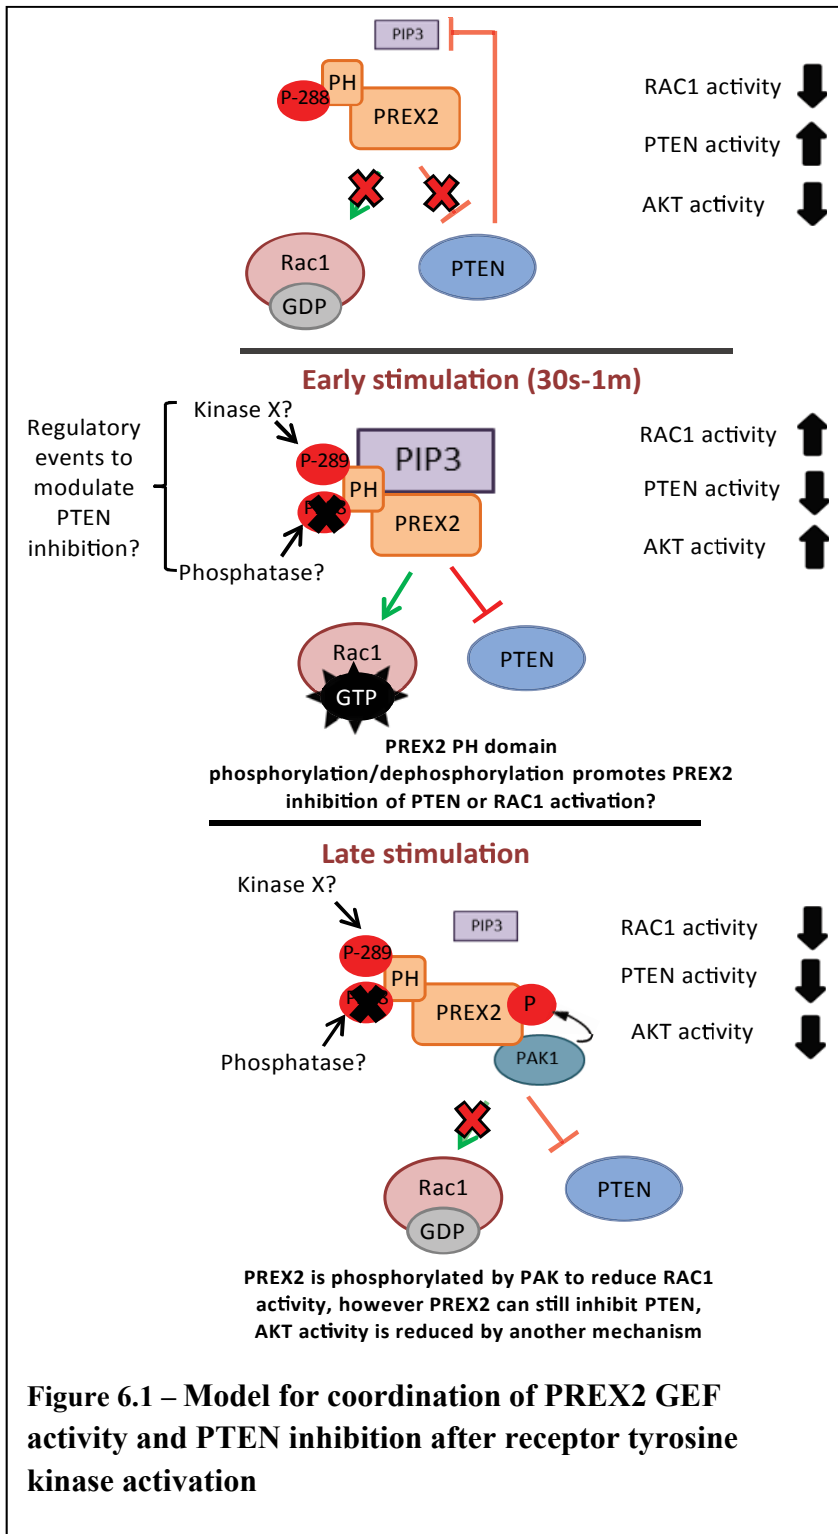 PIP3
PH
P-288
PREX2
RAC1 activity
PTEN activity
AKT activity
Rac1
GDP
PTEN
Early stimulation (30s-1m)
Kinase X?
Regulatory
events to
modulate
PTEN
inhibition?
P-289
PIP3
PH
PREX2
Phosphatase?
RAC1 activity
PTEN activity
AKT activity
Rac1
GTP
PTEN
PREX2 PH domain
phosphorylation/dephosphorylation promotes PREX2
inhibition of PTEN or RAC1 activation?
Late stimulation
Kinase X?
PIP3
P-289
PH
PREX2
P
PAK1
Phosphatase?
RAC1 activity
PTEN activity
AKT activity
Rac1
GDP
PTEN
PREX2 is phosphorylated by PAK to reduce RAC1
activity, however PREX2 can still inhibit PTEN,
AKT activity is reduced by another mechanism
Figure 6.1 – Model for coordination of PREX2 GEF
activity and PTEN inhibition after receptor tyrosine
kinase activation